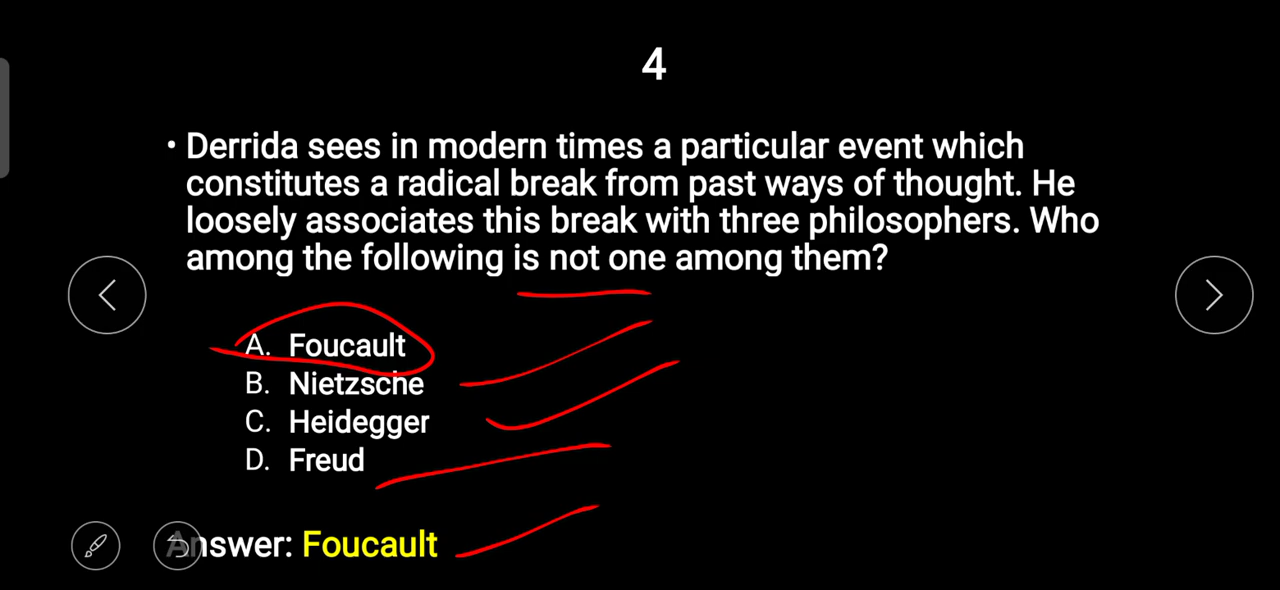 4
• Derrida sees in modern times a particular event which
constitutes a radical break from past ways of thought. He
loosely associates this break with three philosophers. Who
among the following is not one among them?
A. Foucault
B. Nietzsche
C. Heidegger
D. Freud
Answer: Foucault